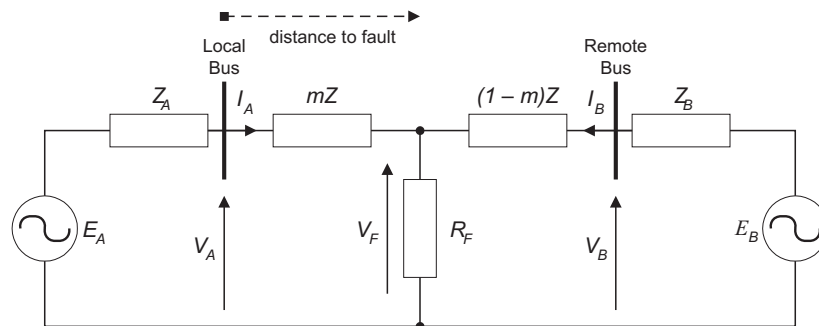 distance to fault
Local
Bus
Remote
Bus
Z_A
I_A
mZ
(1 – m)Z
I_B
Z_B
E_A
V_A
V_F
R_F
V_B
E_B